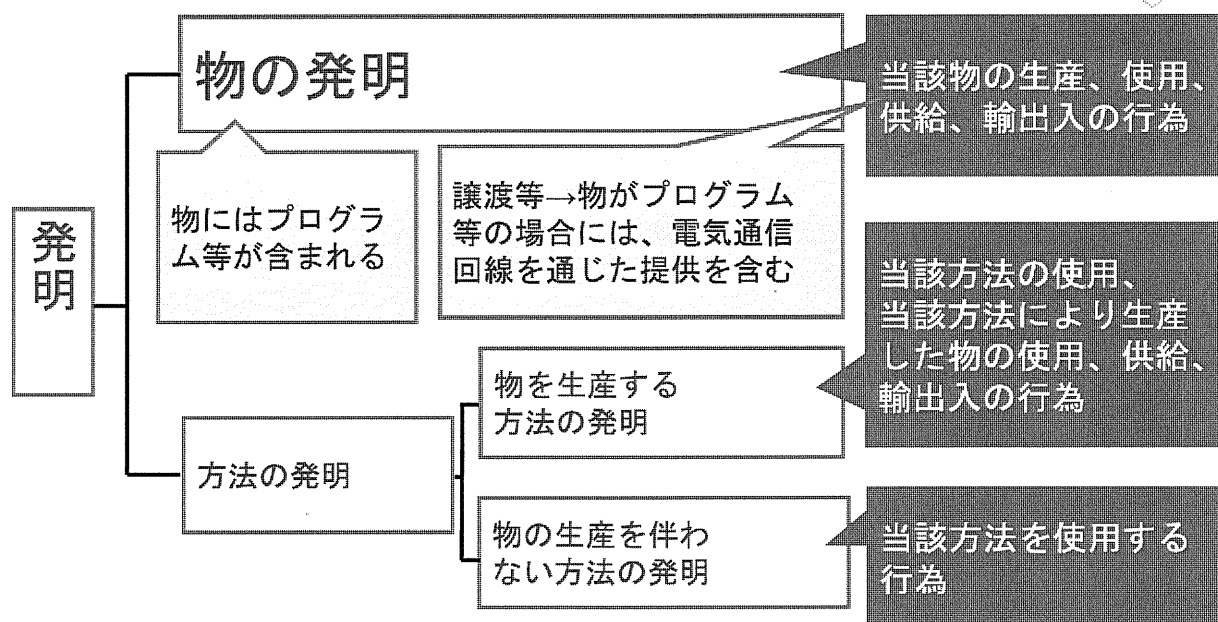 発
明
物の発明
当該物の生産、使用、
供給、輸出入の行為
物にはプログラ
ム等が含まれる
譲渡等→物がプログラム
等の場合には、電気通信
回線を通じた提供を含む
方法の発明
物を生産する
方法の発明
当該方法の使用、
当該方法により生産
した物の使用、供給、
輸出入の行為
物の生産を伴わ
ない方法の発明
当該方法を使用する
行為